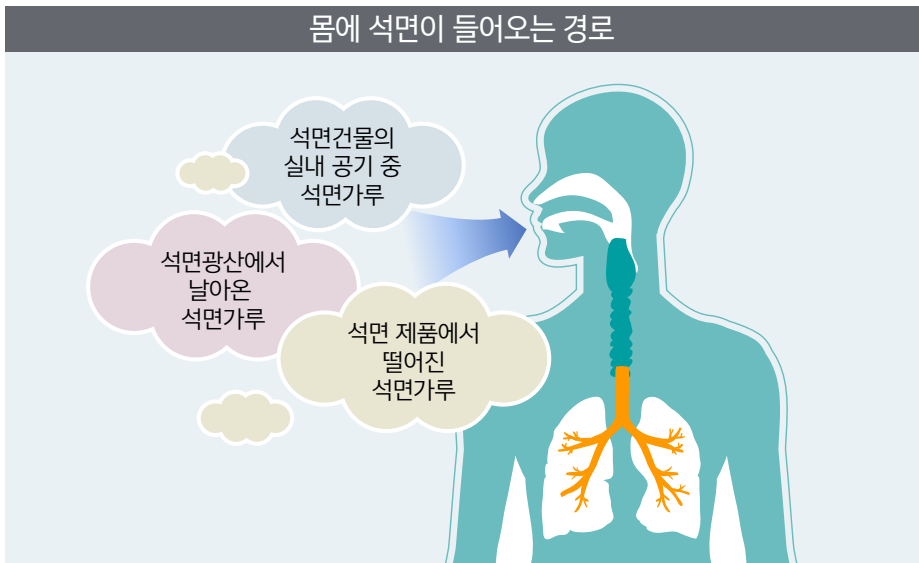 몸에 석면이 들어오는 경로
석면건물의
실내 공기 중
석면가루
석면광산에서
날아온
석면가루
석면 제품에서
떨어진
석면가루